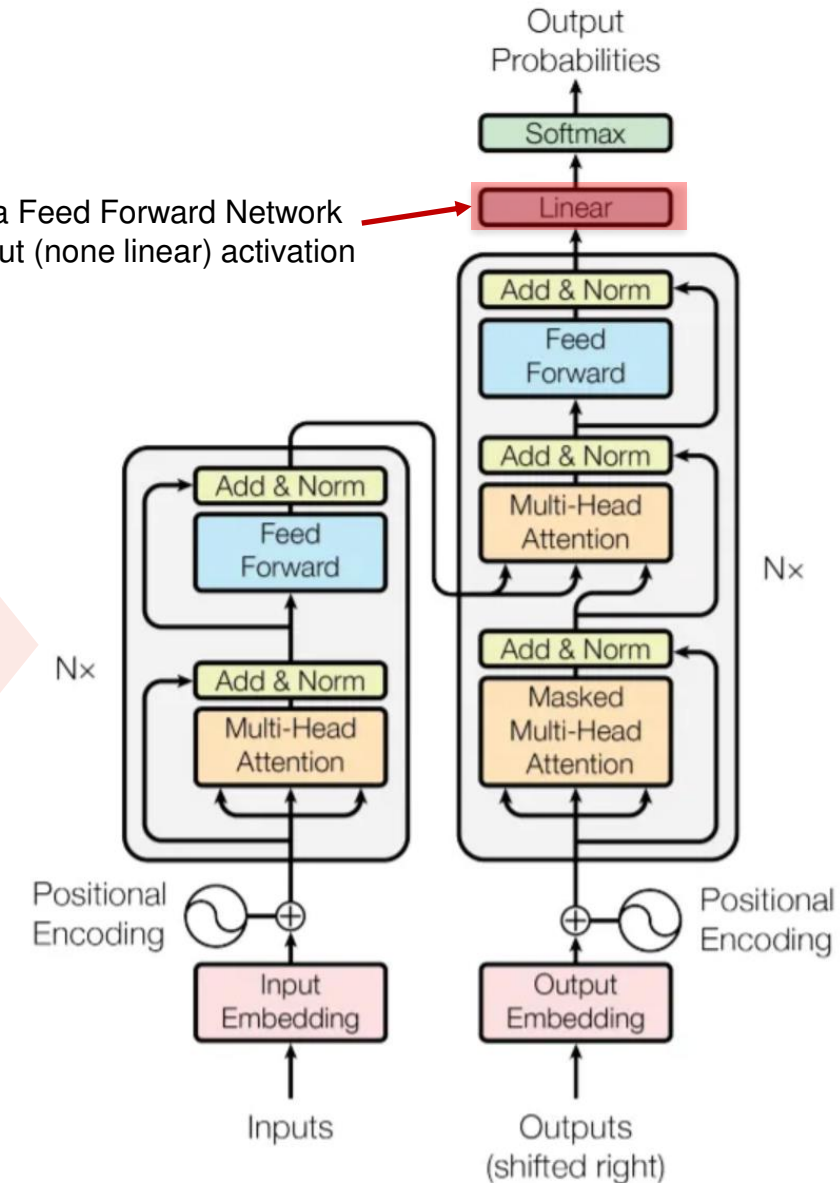 Output
Probabilities
Softmax
a Feed Forward Network
Linear
ut (none linear) activation
Add & Norm
Feed
Forward
Add & Norm
Multi-Head
Attention
Nx
Add & Norm
Masked
Multi-Head
Attention
Add & Norm
Feed
Forward
Nx
Add & Norm
Multi-Head
Attention
Positional
Encoding
Positional
Encoding
Input
Embedding
Output
Embedding
Inputs
Outputs
(shifted right)